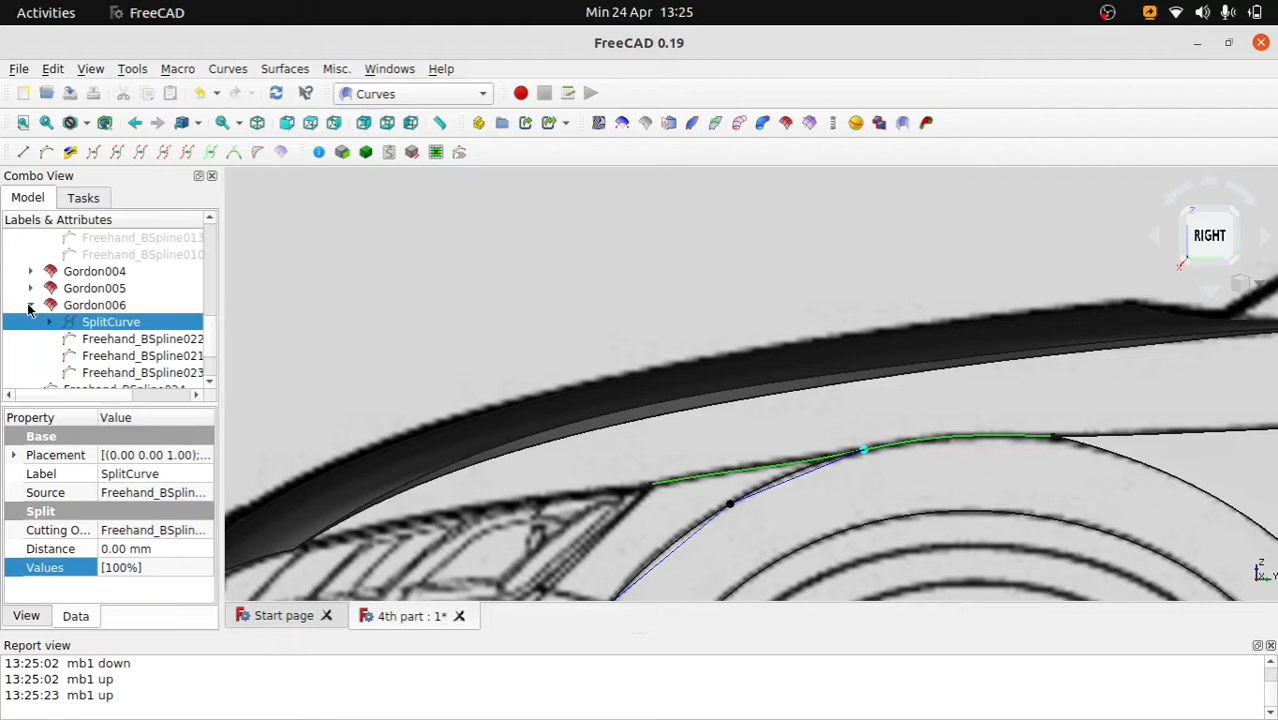 Activities
FreeCAD
Min 24 Apr 13:25
FreeCAD 0.19
File Edit View Tools Macro Curves Surfaces Misc. Windows Help
Curves
Combo View
Model Tasks
Labels & Attributes
Freehand_BSpline013
Freehand_BSpline010
Gordon004
Gordon005
Gordon006
SplitCurve
Freehand_BSpline022
Freehand_BSpline021
Freehand_BSpline023
Freehand_BSpline024
Property Value
Base
Placement [(0.00 0.00 1.00);...
Label SplitCurve
Source Freehand_BSplin...
Split
Cutting O... Freehand_BSplin...
Distance 0.00 mm
Values [100%]
View Data
Z
RIGHT
X
Z
X Y
Start page
4th part : 1*
Report view
13:25:02 mb1 down
13:25:02 mb1 up
13:25:23 mb1 up